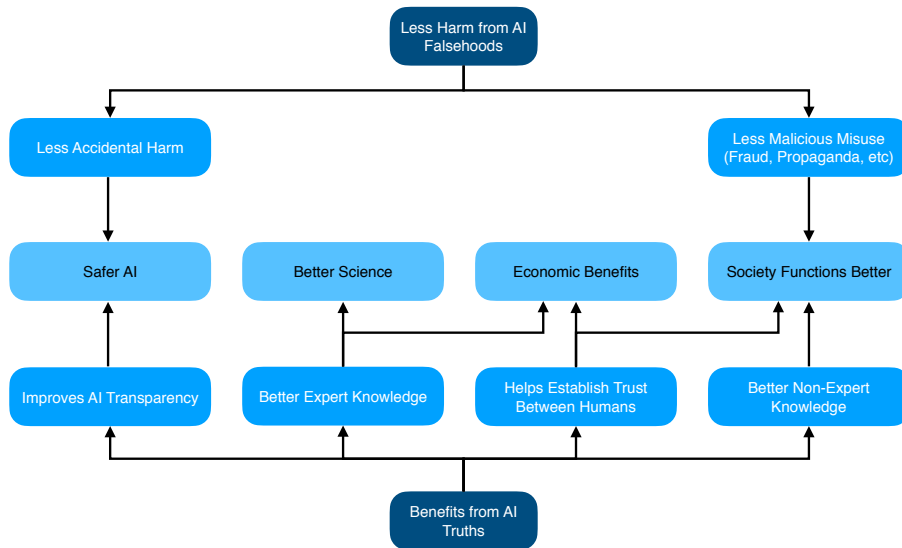 Less Harm from AI
Falsehoods
Less Accidental Harm
Less Malicious Misuse
(Fraud, Propaganda, etc)
Safer AI
Better Science
Economic Benefits
Society Functions Better
Improves AI Transparency
Better Expert Knowledge
Helps Establish Trust
Between Humans
Better Non-Expert
Knowledge
Benefits from AI
Truths